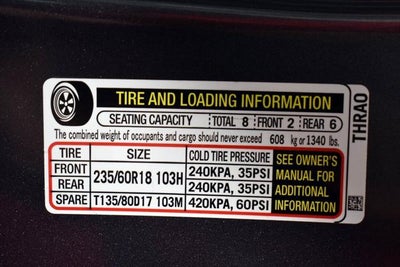 TIRE AND LOADING INFORMATION
SEATING CAPACITY TOTAL 8 FRONT 2 REAR 6
The combined weight of occupants and cargo should never exceed 608 kg or 1340 lbs.
TIRE SIZE COLD TIRE PRESSURE SEE OWNER'S MANUAL FOR ADDITIONAL INFORMATION
FRONT 235/60R18 103H 240KPA, 35PSI
REAR 240KPA, 35PSI
SPARE T135/80D17 103M 420KPA, 60PSI
THRA0